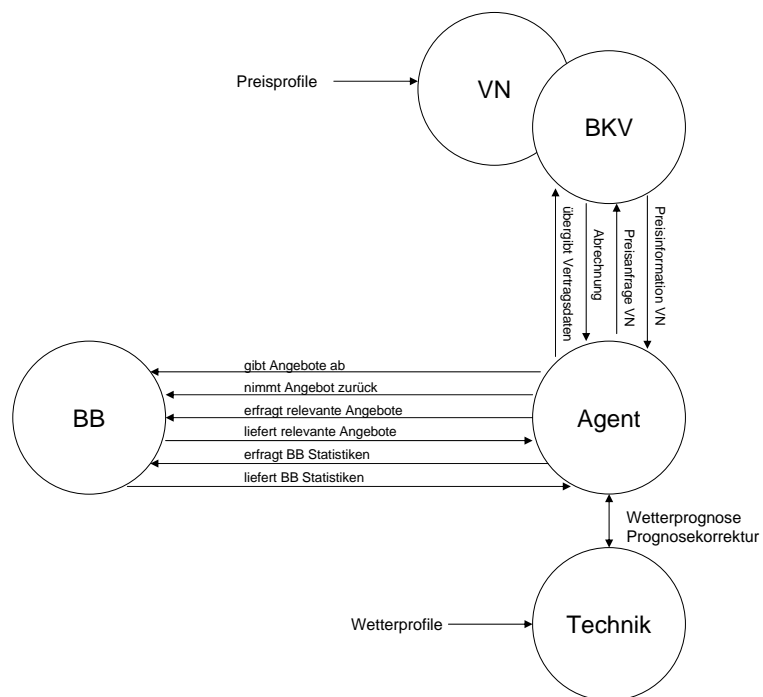 VN
Preisprofile
BKV
übergibt Vertragsdaten
Abrechnung
Preisanfrage VN
Preisinformation VN
gibt Angebote ab
nimmt Angebot zurück
erfragt relevante Angebote
BB
Agent
liefert relevante Angebote
erfragt BB Statistiken
liefert BB Statistiken
Wetterprognose
Prognosekorrektur
Wetterprofile
Technik